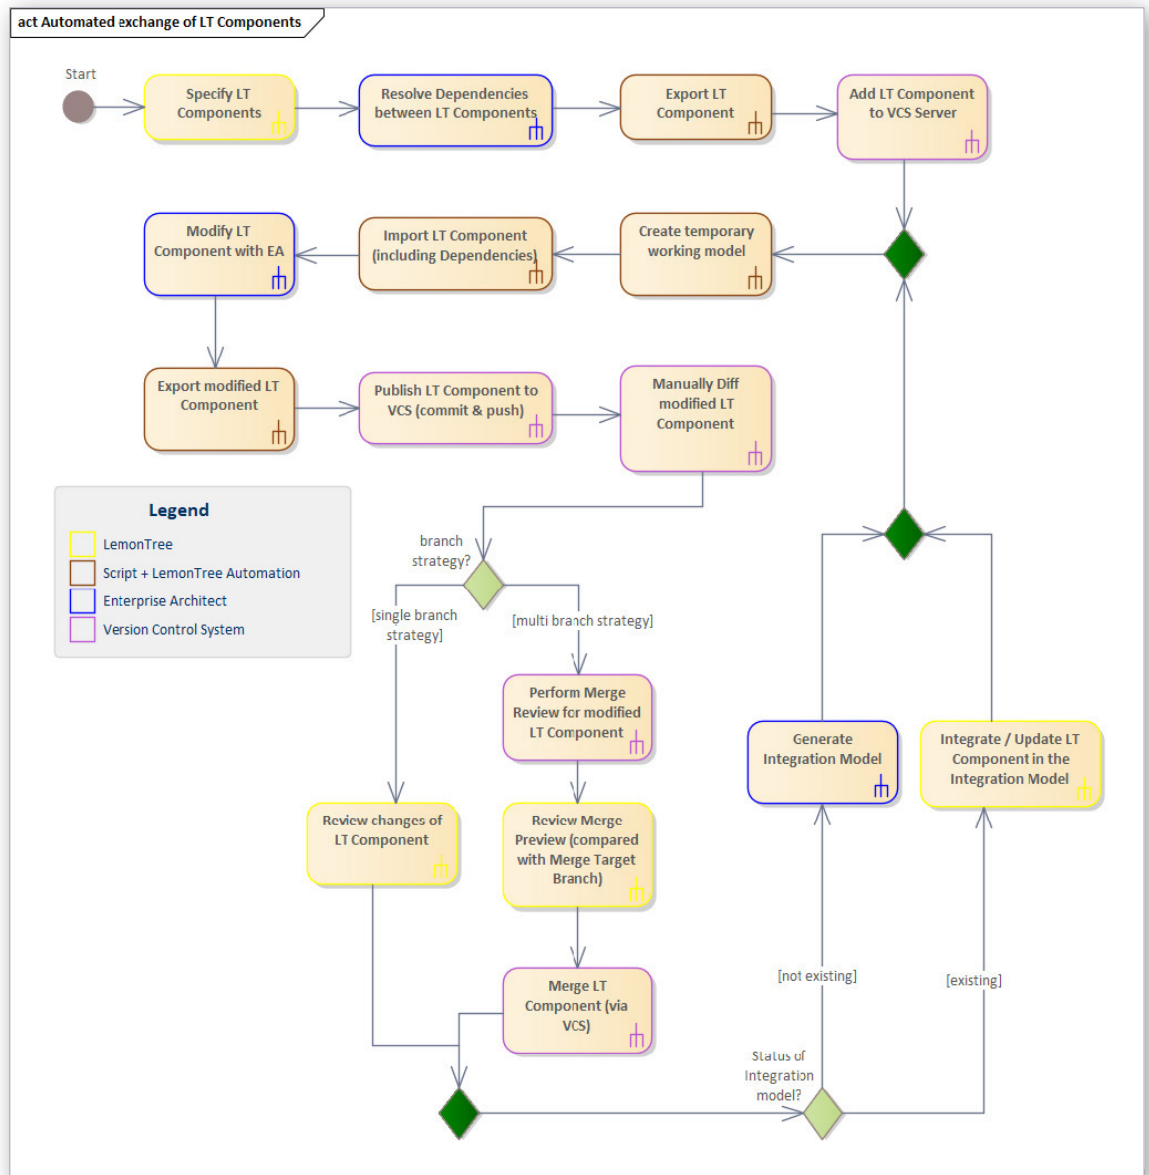 act Automated exchange of LT Components
Start
Specify LT
Components
Resolve Dependencies
between LT Components
Export LT
Component
Add LT Component
to VCS Server
Modify LT
Component with EA
Import LT Component
(including Dependencies)
Create temporary
working model
Export modified LT
Component
Publish LT Component to
VCS (commit & push)
Manually Diff
modified LT
Component
Legend
LemonTree
Script + LemonTree Automation
Enterprise Architect
Version Control System
branch
strategy?
[single branch
strategy]
[multi branch strategy]
Perform Merge
Review for modified
LT Component
Generate
Integration Model
Integrate / Update LT
Component in the
Integration Model
Review changes of
LT Component
Review Merge
Preview (compared
with Merge Target
Branch)
[not existing]
[existing]
Merge LT
Component (via
VCS)
Status of
Integration
model?